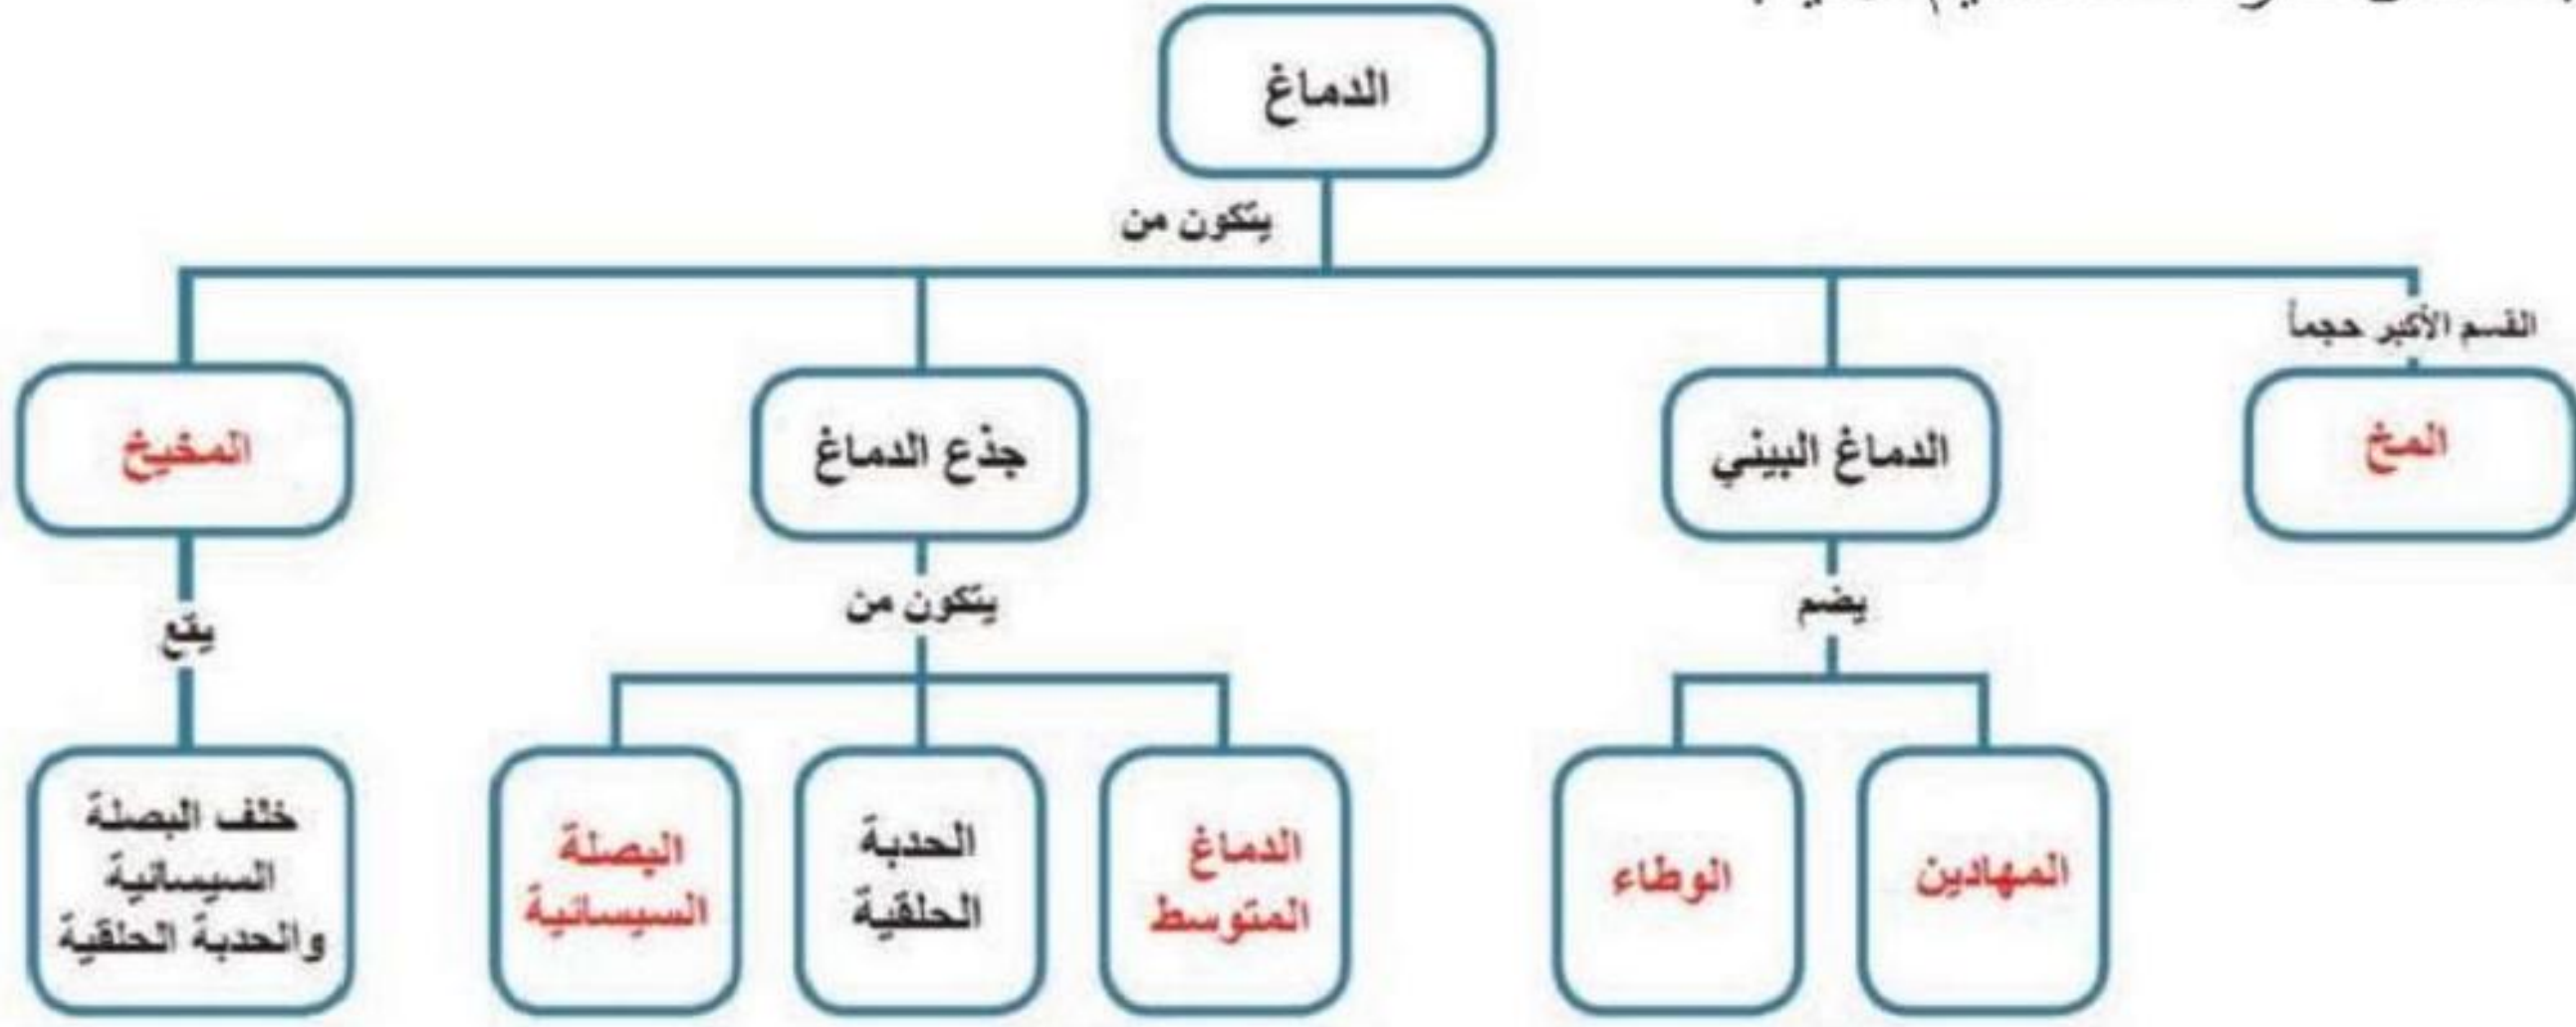 الدماغ
يتكون من
القسم الأكبر حجماً
المخ
الدماغ البيني
جذع الدماغ
المخيخ
يضم
يتكون من
يقع
المهادين
الوطاء
الدماغ
المتوسط
الحدبة
الحلقية
البصلة
السيسائية
خلف البصلة
السيسائية
والحدبة الحلقية